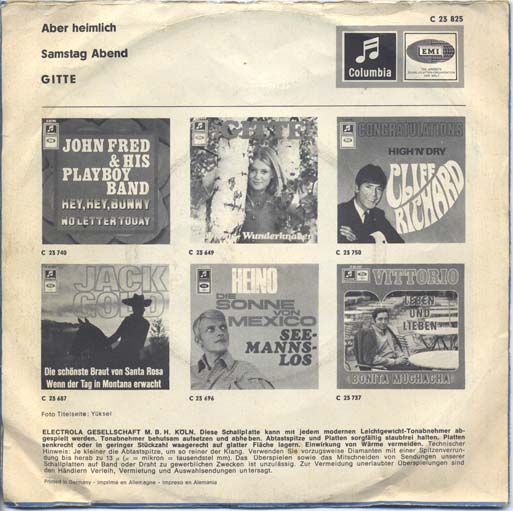 Aber heimlich
C 23 825
Samstag Abend
GITTE
Columbia
EMI
JOHN FRED
& HIS
PLAYBOY
BAND
HEY, HEY, BUNNY
NO LETTER TODAY
C 23 740
GITTE
Wunderknaben
C 23 649
CONGRATULATIONS
HIGH'N'DRY
CLIFF
RICHARD
C 23 750
JACK
GOLD
Die schönste Braut von Santa Rosa
Wenn der Tag in Montana erwacht
C 23 687
HEINO
DIE
SONNE
VON
MEXICO
SEE-
MANNS-
LOS
C 23 696
VITTORIO
LEBEN
UND
LIEBEN
BONITA MUCHACHA
C 23 737
Foto Titelseite: Yüksel
ELECTROLA GESELLSCHAFT M. B. H. KÖLN. Diese Schallplatte kann mit jedem modernen Leichtgewicht-Tonabnehmer ab-
gespielt werden. Tonabnehmer behutsam aufsetzen und abheben. Abtastspitze und Platten sorgfältig staubfrei halten. Platten
senkrecht oder in geringer Stückzahl waagerecht auf glatter Fläche lagern. Einwirkung von Wärme vermeiden. Technischer
Hinweis: Je kleiner die Abtastspitze, um so reiner der Klang. Verwenden Sie vorzugsweise Diamanten mit einer Spitzenverrun-
dung bis herab zu 13 μ (μ = mikron = tausendstel mm). Das Überspielen sowie das Mitschneiden von Sendungen unserer
Schallplatten auf Band oder Draht zu gewerblichen Zwecken ist unzulässig. Zur Vermeidung unerlaubter Überspielungen sind
den Händlern Verleih, Vermietung und Auswahlsendungen untersagt.
Printed in Germany - Imprimé en Allemagne - Impreso en Alemania